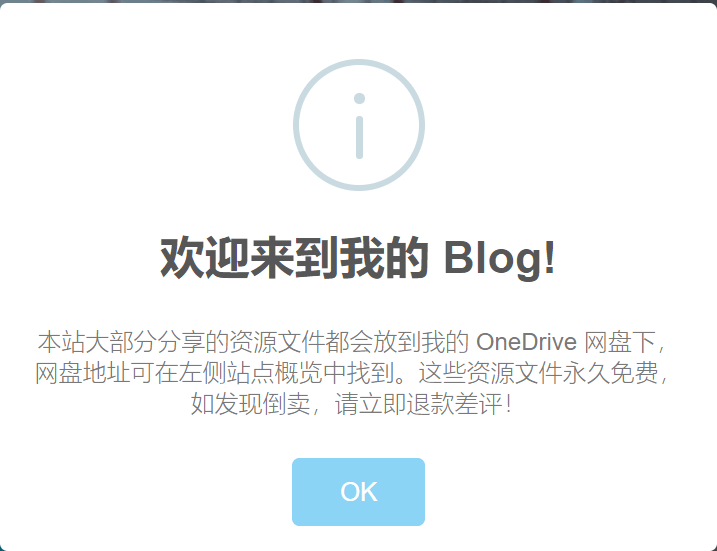 欢迎来到我的 Blog!
本站大部分分享的资源文件都会放到我的 OneDrive 网盘下，
网盘地址可在左侧站点概览中找到。这些资源文件永久免费，
如发现倒卖，请立即退款差评！
OK